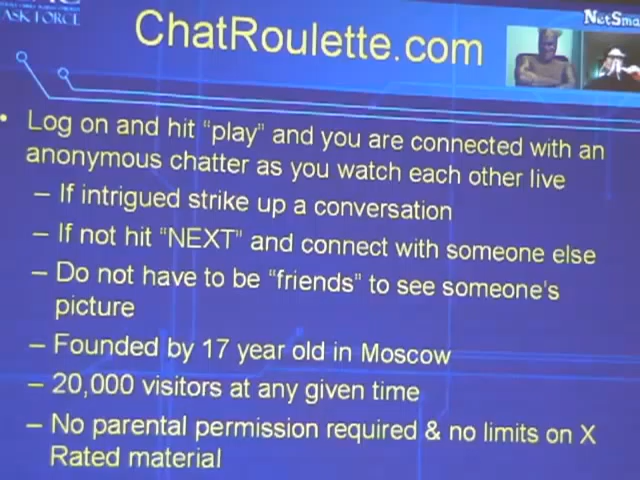 TASK FORCE
ChatRoulette.com
NetSma
• Log on and hit "play" and you are connected with an
anonymous chatter as you watch each other live
– If intrigued strike up a conversation
– If not hit "NEXT" and connect with someone else
– Do not have to be "friends" to see someone's
picture
– Founded by 17 year old in Moscow
– 20,000 visitors at any given time
– No parental permission required & no limits on X
Rated material